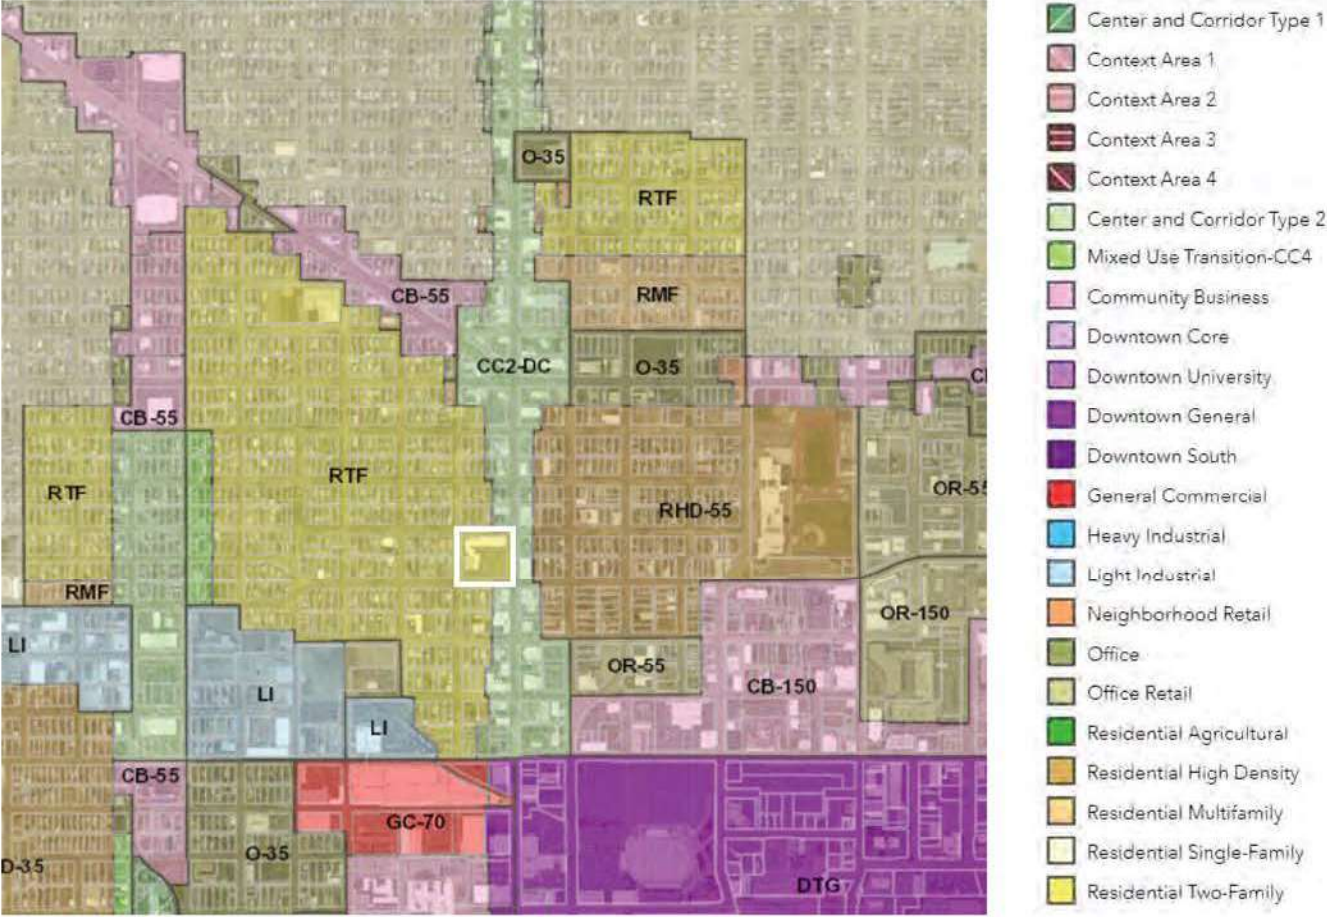 O-35
RTF
CB-55
RMF
CC2-DC
O-35
CB-55
RTF
RTF
OR-55
RHD-55
RMF
OR-150
LI
OR-55
CB-150
LI
LI
CB-55
GC-70
O-35
D-35
DTG
Center and Corridor Type 1
Context Area 1
Context Area 2
Context Area 3
Context Area 4
Center and Corridor Type 2
Mixed Use Transition-CC4
Community Business
Downtown Core
Downtown University
Downtown General
Downtown South
General Commercial
Heavy Industrial
Light Industrial
Neighborhood Retail
Office
Office Retail
Residential Agricultural
Residential High Density
Residential Multifamily
Residential Single-Family
Residential Two-Family